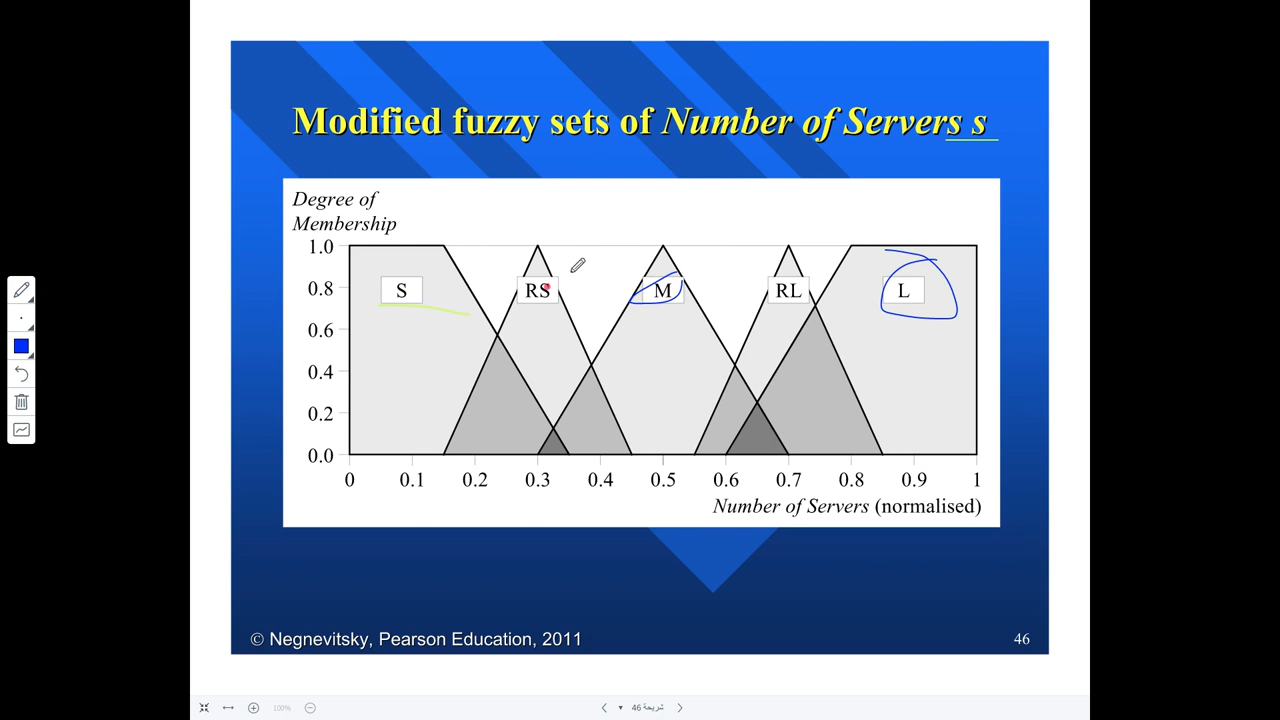 Modified fuzzy sets of Number of Servers s
Degree of
Membership
1.0
0.8
0.6
0.4
0.2
0.0
S
RS
M
RL
L
0 0.1 0.2 0.3 0.4 0.5 0.6 0.7 0.8 0.9 1
Number of Servers (normalised)
© Negnevitsky, Pearson Education, 2011
46
100%
شريحة 46